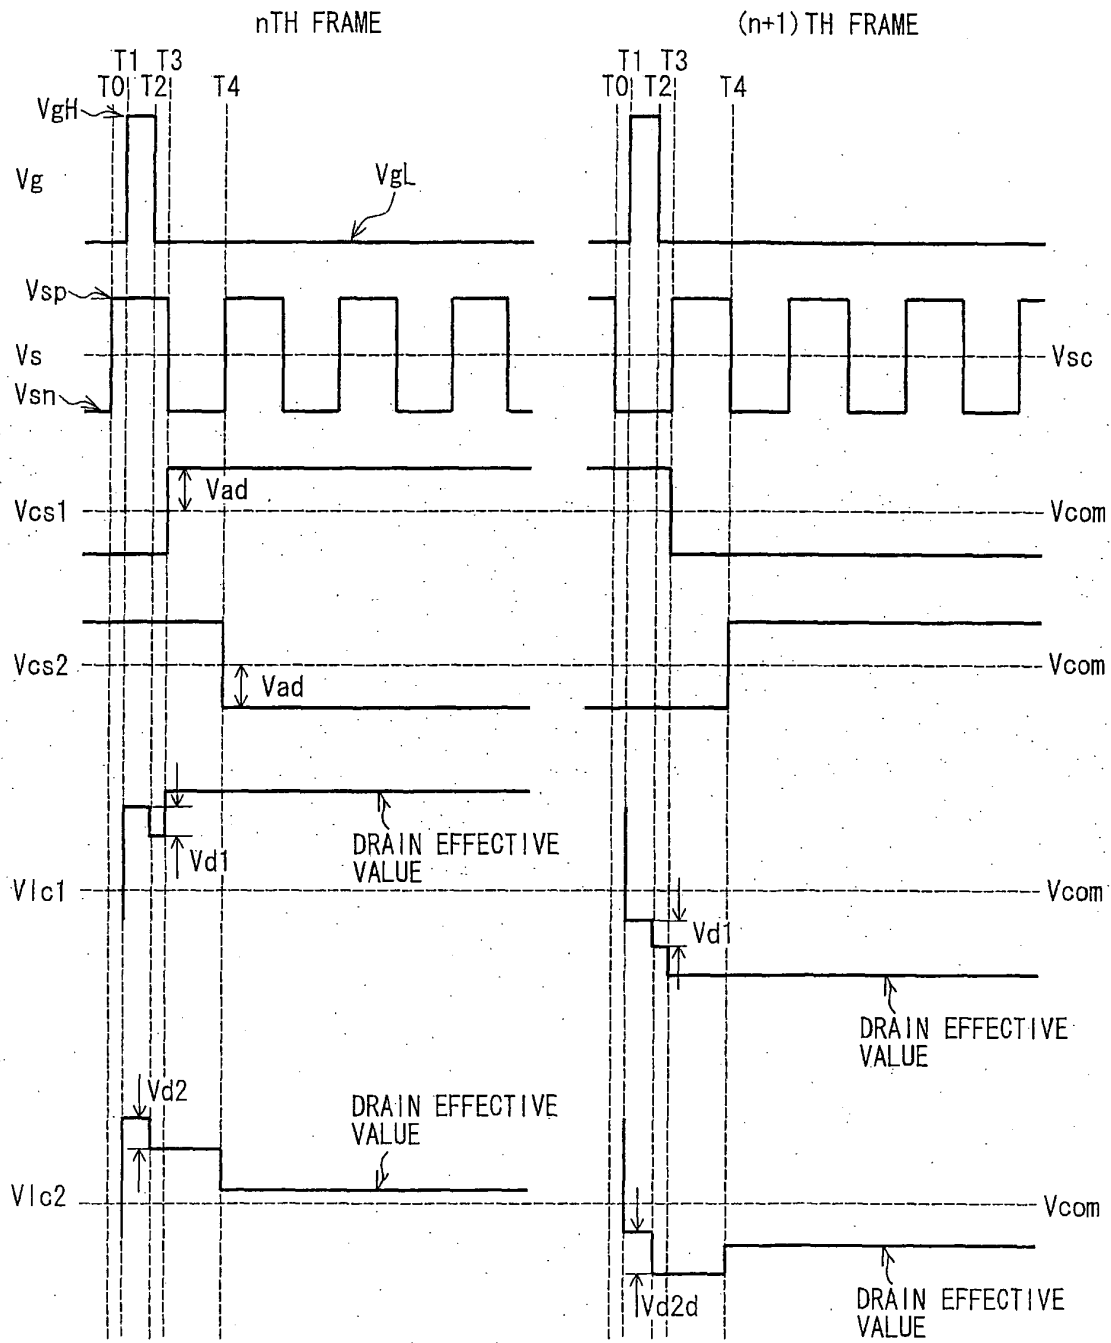 nTH FRAME
(n+1)TH FRAME
T1 T3
T0 T2 T4
T1 T3
T0 T2 T4
VgH
Vg
VgL
Vsp
Vs
Vsc
Vsn
Vad
Vcs1
Vcom
Vcs2
Vcom
Vad
DRAIN EFFECTIVE
VALUE
Vd1
Vlc1
Vcom
Vd1
DRAIN EFFECTIVE
VALUE
Vd2
DRAIN EFFECTIVE
VALUE
Vlc2
Vcom
Vd2d
DRAIN EFFECTIVE
VALUE